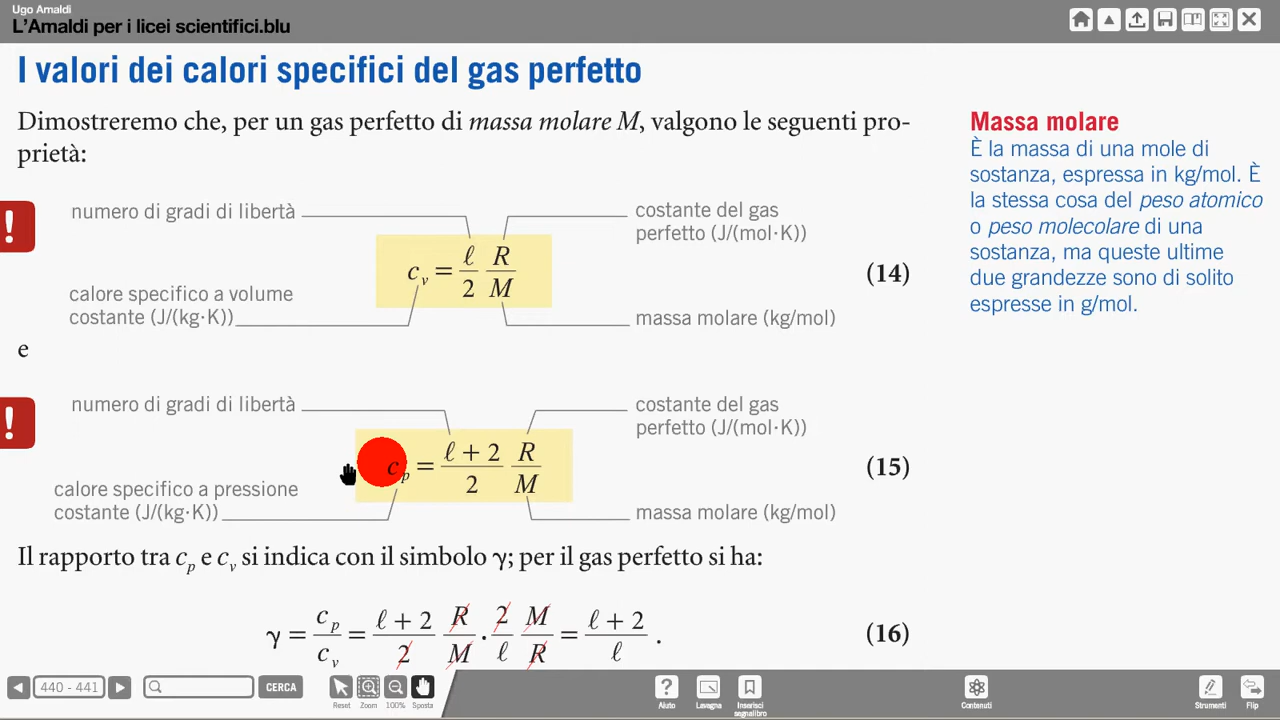 Ugo Amaldi
L'Amaldi per i licei scientifici.blu
I valori dei calori specifici del gas perfetto
Dimostreremo che, per un gas perfetto di massa molare M, valgono le seguenti pro-
prietà:
Massa molare
È la massa di una mole di
sostanza, espressa in kg/mol. È
la stessa cosa del peso atomico
o peso molecolare di una
sostanza, ma queste ultime
due grandezze sono di solito
espresse in g/mol.
!
numero di gradi di libertà
costante del gas
perfetto (J/(mol·K))
c_v = ℓ/2 R/M (14)
calore specifico a volume
costante (J/(kg·K))
massa molare (kg/mol)
e
!
numero di gradi di libertà
costante del gas
perfetto (J/(mol·K))
c_p = (ℓ + 2)/2 R/M (15)
calore specifico a pressione
costante (J/(kg·K))
massa molare (kg/mol)
Il rapporto tra c_p e c_v si indica con il simbolo γ; per il gas perfetto si ha:
γ = c_p/c_v = (ℓ + 2)/2 R/M · 2/ℓ M/R = (ℓ + 2)/ℓ . (16)
440 - 441
CERCA
Reset
Zoom
100%
Sposta
?
Aiuto
Lavagna
Inserisci
segnalibro
Contenuti
Strumenti
Flip